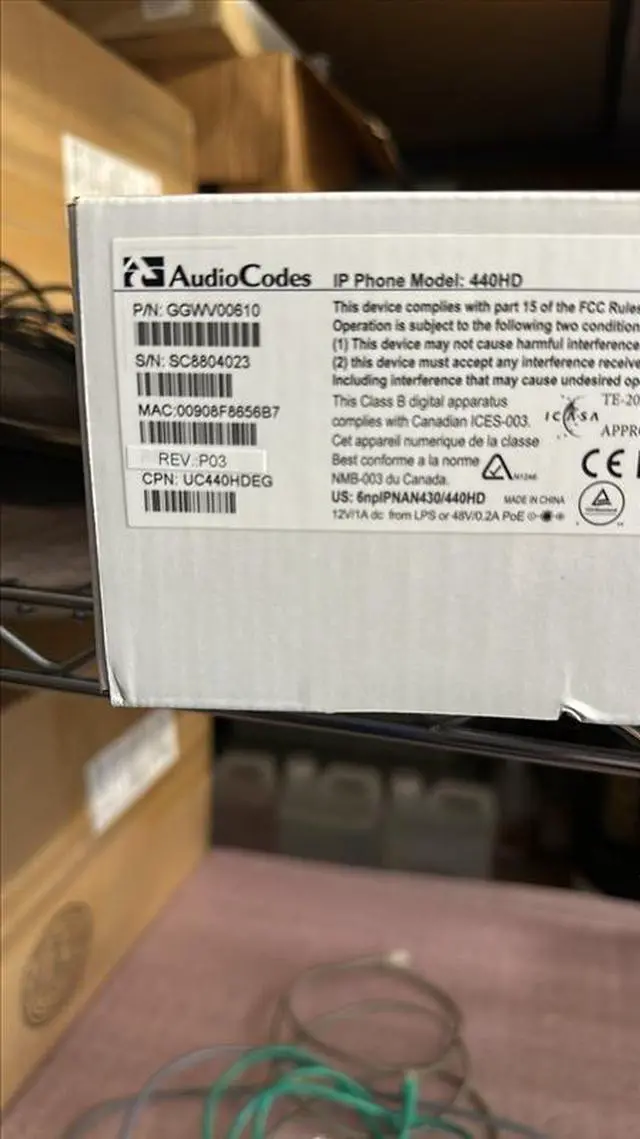 AudioCodes
IP Phone Model: 440HD
P/N: GGWV00610
S/N: SC8804023
MAC:00908F8656B7
REV.:P03
CPN: UC440HDEG
This device complies with part 15 of the FCC Rules
Operation is subject to the following two condition
(1) This device may not cause harmful interference
(2) this device must accept any interference receive
Including interference that may cause undesired op
This Class B digital apparatus
complies with Canadian ICES-003.
Cet appareil numerique de la classe
Best conforme a la norme
NMB-003 du Canada.
US: 6npIPNAN430/440HD
MADE IN CHINA
12V/1A dc from LPS or 48V/0.2A PoE
ICASA
TE-20
APPRO
CE